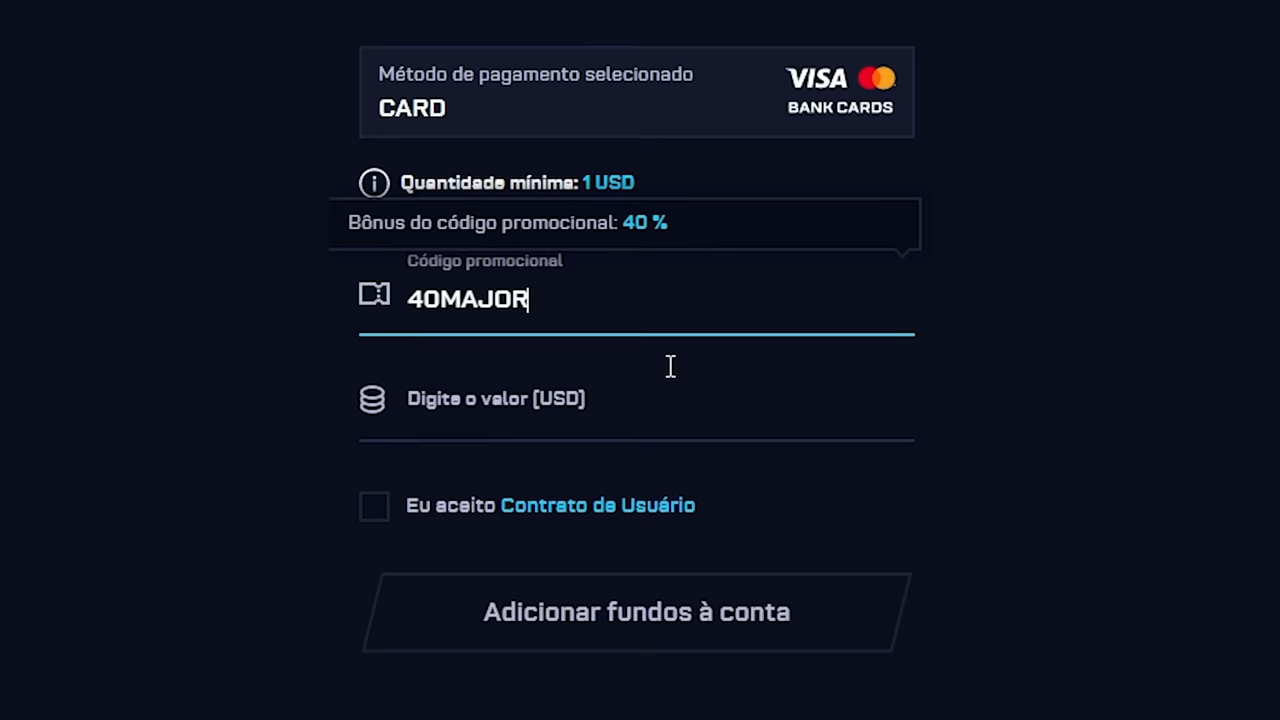 Método de pagamento selecionado
CARD
VISA
BANK CARDS
Quantidade mínima: 1 USD
Bônus do código promocional: 40 %
Código promocional
40MAJOR
Digite o valor (USD)
Eu aceito Contrato de Usuário
Adicionar fundos à conta